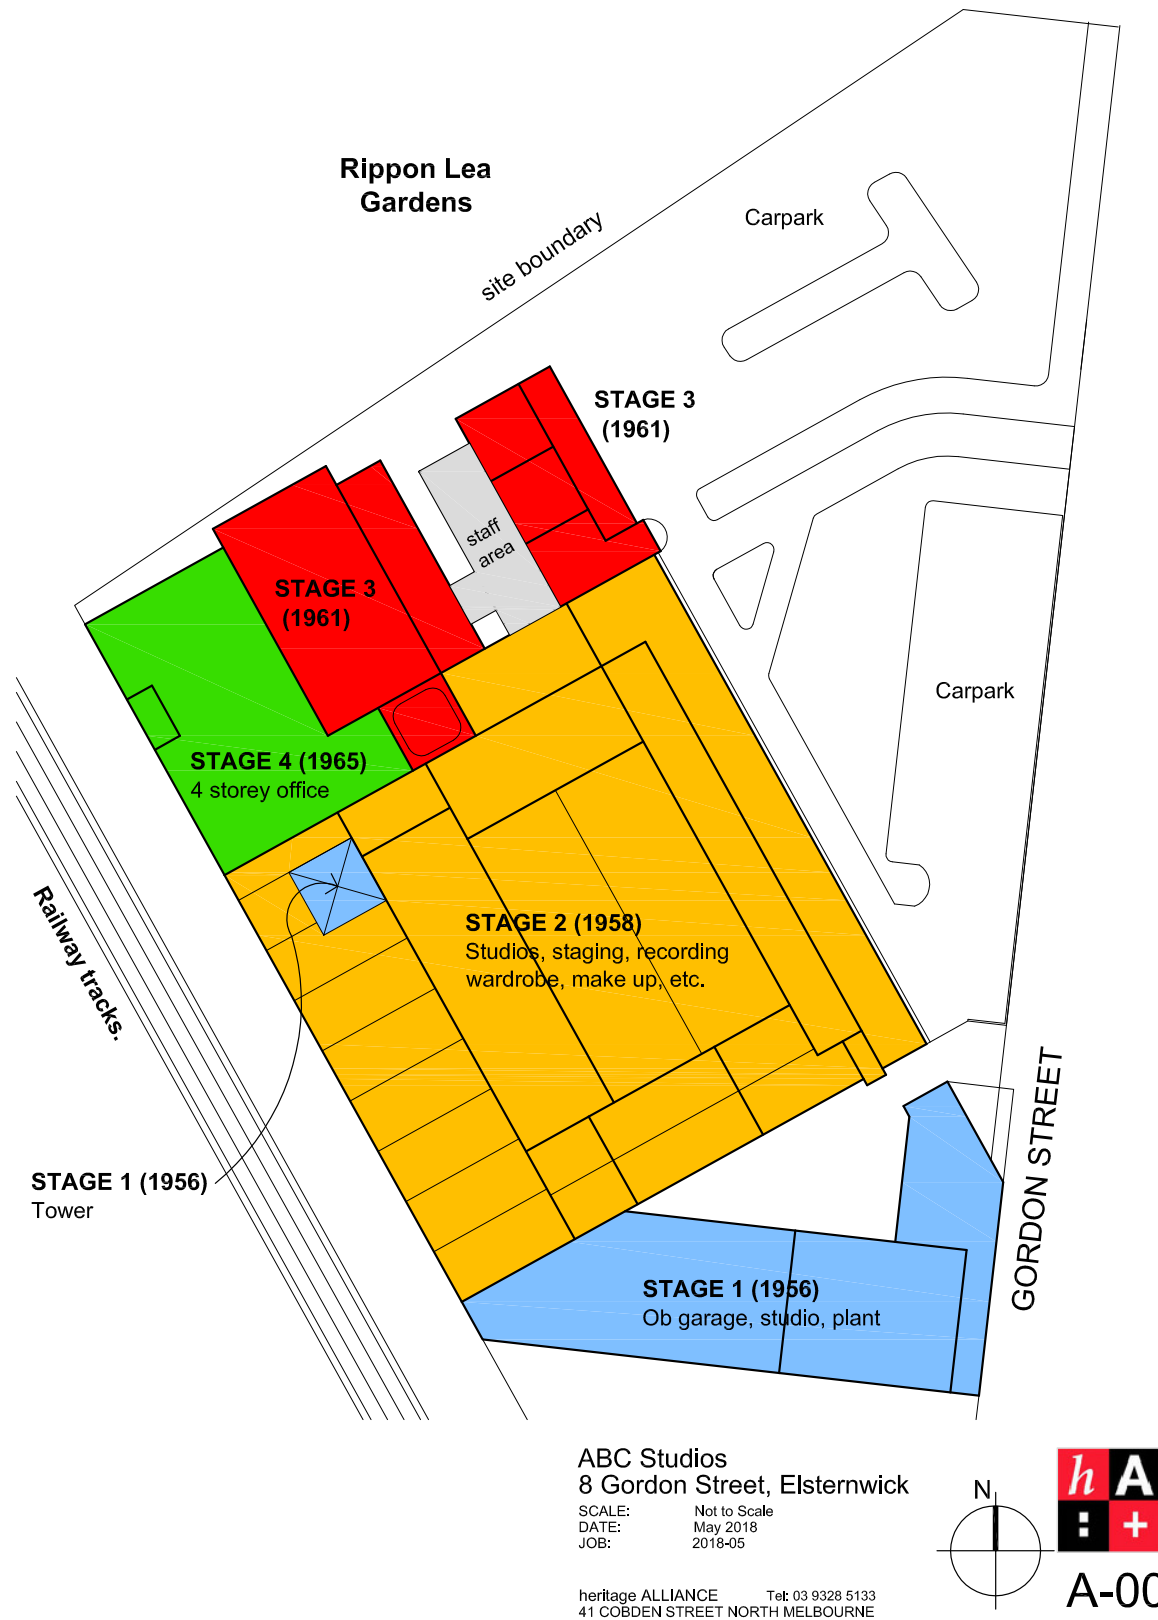 Rippon Lea
Gardens
site boundary
Carpark
STAGE 3
(1961)
staff
area
STAGE 3
(1961)
Carpark
STAGE 4 (1965)
4 storey office
Railway tracks.
STAGE 2 (1958)
Studios, staging, recording
wardrobe, make up, etc.
STAGE 1 (1956)
Tower
GORDON STREET
STAGE 1 (1956)
Ob garage, studio, plant
ABC Studios
8 Gordon Street, Elsternwick
SCALE: Not to Scale
DATE: May 2018
JOB: 2018-05
N
h A
: +
heritage ALLIANCE Tel: 03 9328 5133
41 COBDEN STREET NORTH MELBOURNE
A-00